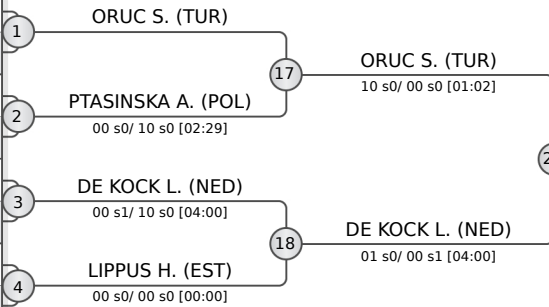 ORUC S. (TUR)
1
17
ORUC S. (TUR)
10 s0/ 00 s0 [01:02]
2
PTASINSKA A. (POL)
00 s0/ 10 s0 [02:29]
3
DE KOCK L. (NED)
00 s1/ 10 s0 [04:00]
18
DE KOCK L. (NED)
01 s0/ 00 s1 [04:00]
4
LIPPUS H. (EST)
00 s0/ 00 s0 [00:00]